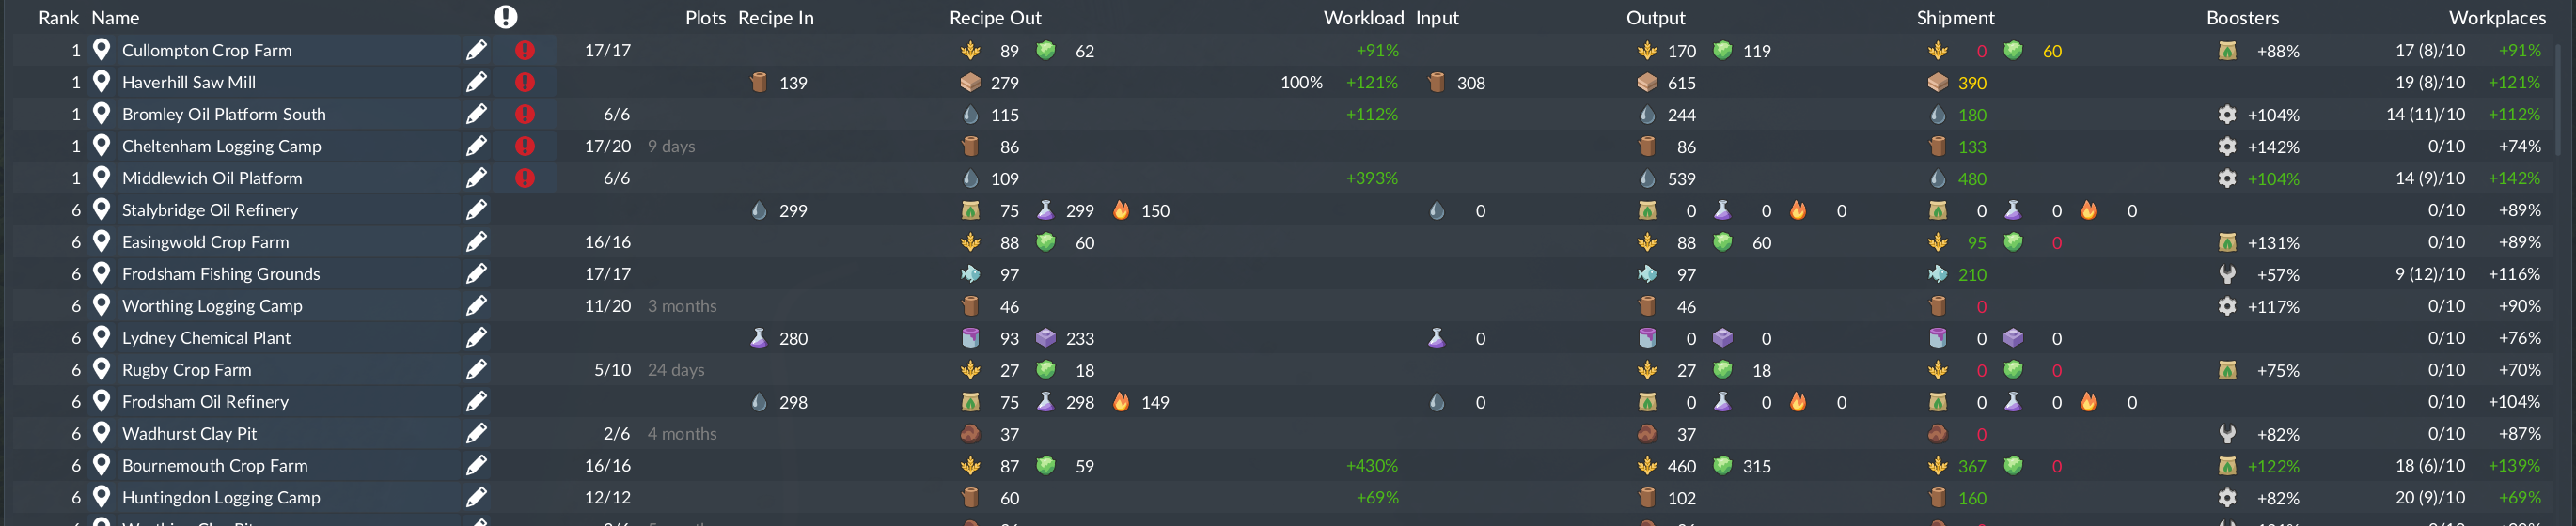 Rank Name Plots Recipe In Recipe Out Workload Input Output Shipment Boosters Workplaces
1 Cullompton Crop Farm 17/17 89 62 +91% 170 119 0 60 +88% 17 (8)/10 +91%
1 Haverhill Saw Mill 139 279 100% +121% 308 615 390 19 (8)/10 +121%
1 Bromley Oil Platform South 6/6 115 +112% 244 180 +104% 14 (11)/10 +112%
1 Cheltenham Logging Camp 17/20 9 days 86 86 133 +142% 0/10 +74%
1 Middlewich Oil Platform 6/6 109 +393% 539 480 +104% 14 (9)/10 +142%
6 Stalybridge Oil Refinery 299 75 299 150 0 0 0 0 0 0 0 0/10 +89%
6 Easingwold Crop Farm 16/16 88 60 88 60 95 0 +131% 0/10 +89%
6 Frodsham Fishing Grounds 17/17 97 97 210 +57% 9 (12)/10 +116%
6 Worthing Logging Camp 11/20 3 months 46 46 0 +117% 0/10 +90%
6 Lydney Chemical Plant 280 93 233 0 0 0 0 0 0/10 +76%
6 Rugby Crop Farm 5/10 24 days 27 18 27 18 0 0 +75% 0/10 +70%
6 Frodsham Oil Refinery 298 75 298 149 0 0 0 0 0 0 0 0/10 +104%
6 Wadhurst Clay Pit 2/6 4 months 37 37 0 +82% 0/10 +87%
6 Bournemouth Crop Farm 16/16 87 59 +430% 460 315 367 0 +122% 18 (6)/10 +139%
6 Huntingdon Logging Camp 12/12 60 +69% 102 160 +82% 20 (9)/10 +69%